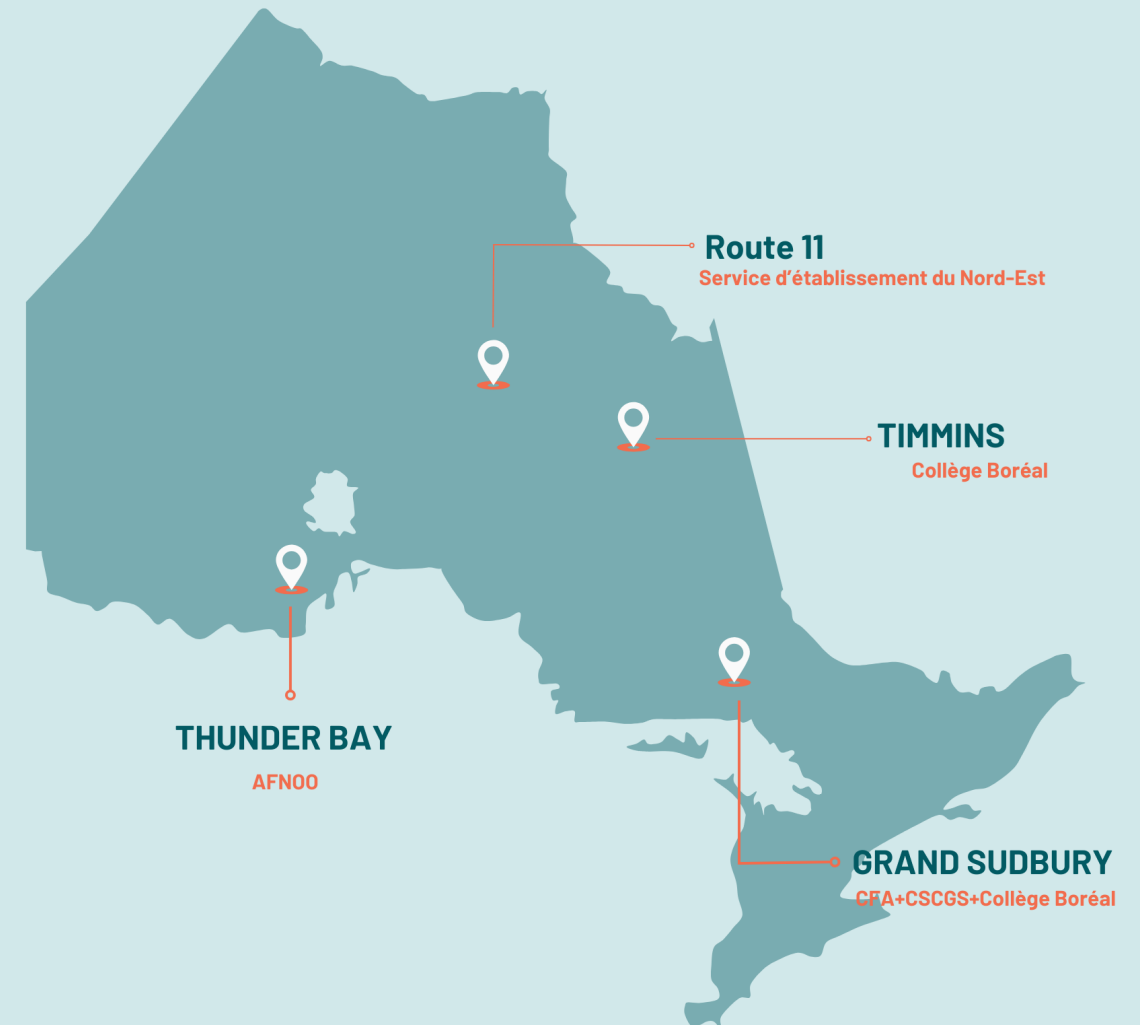 Route 11
Service d’établissement du Nord-Est
TIMMINS
Collège Boréal
THUNDER BAY
AFNOO
GRAND SUDBURY
CFA+CSCGS+Collège Boréal